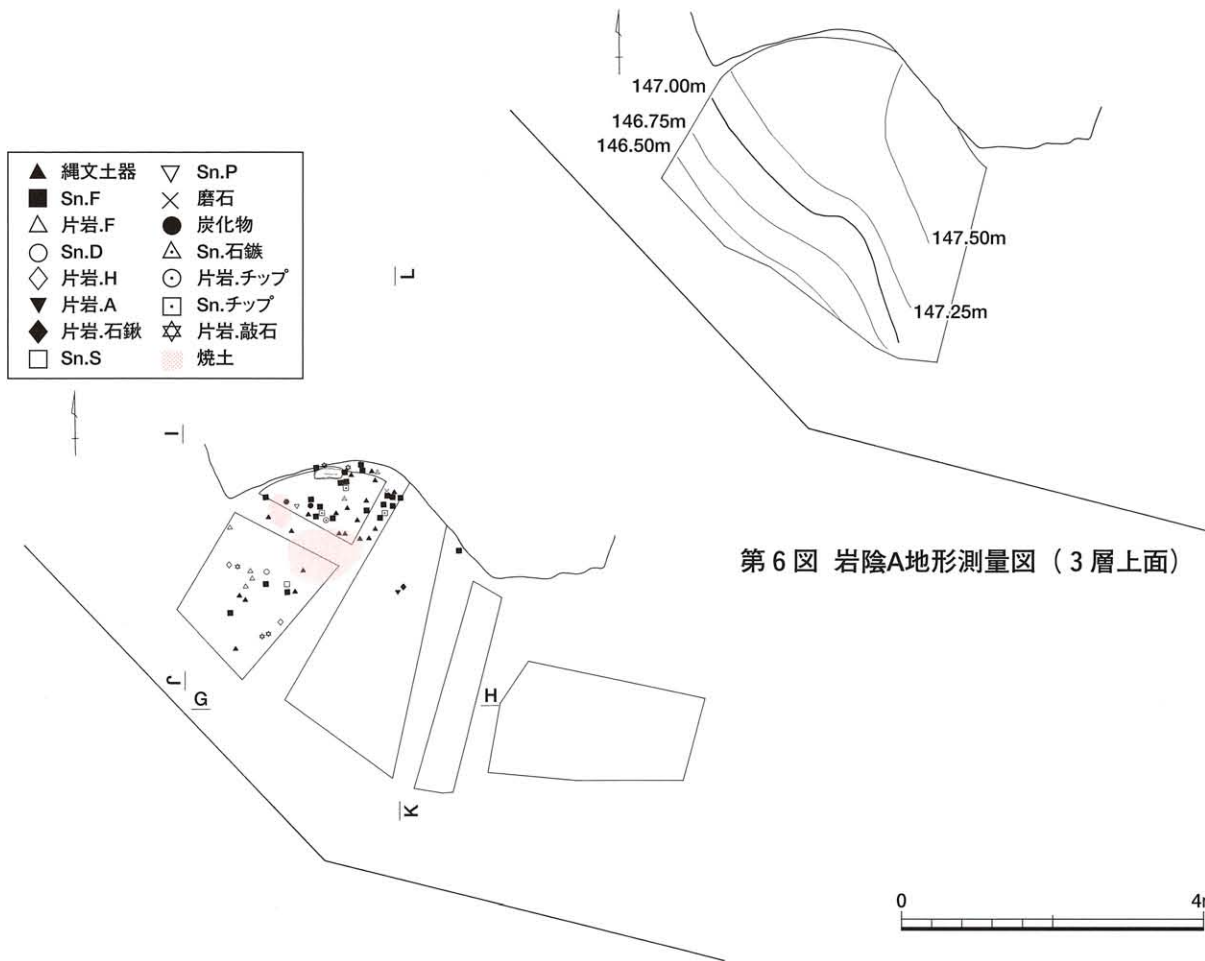 147.00m
146.75m
146.50m
147.50m
147.25m
第6図 岩陰A地形測量図（3層上面）
縄文土器
Sn.F
片岩.F
Sn.D
片岩.H
片岩.A
片岩.石鍬
Sn.S
Sn.P
磨石
炭化物
Sn.石鏃
片岩.チップ
Sn.チップ
片岩.敲石
焼土
L
I
J
G
H
K
0